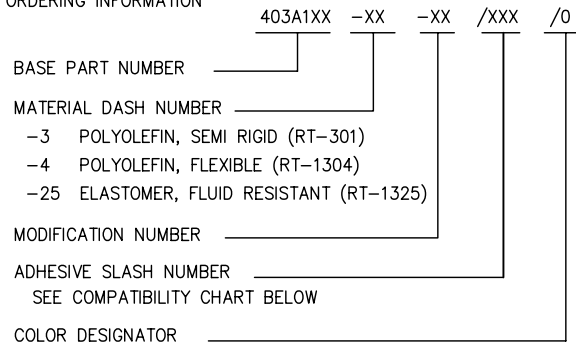 ORDERING INFORMATION
403A1XX -XX -XX /XXX /0
BASE PART NUMBER
MATERIAL DASH NUMBER
-3 POLYOLEFIN, SEMI RIGID (RT-301)
-4 POLYOLEFIN, FLEXIBLE (RT-1304)
-25 ELASTOMER, FLUID RESISTANT (RT-1325)
MODIFICATION NUMBER
ADHESIVE SLASH NUMBER
SEE COMPATIBILITY CHART BELOW
COLOR DESIGNATOR